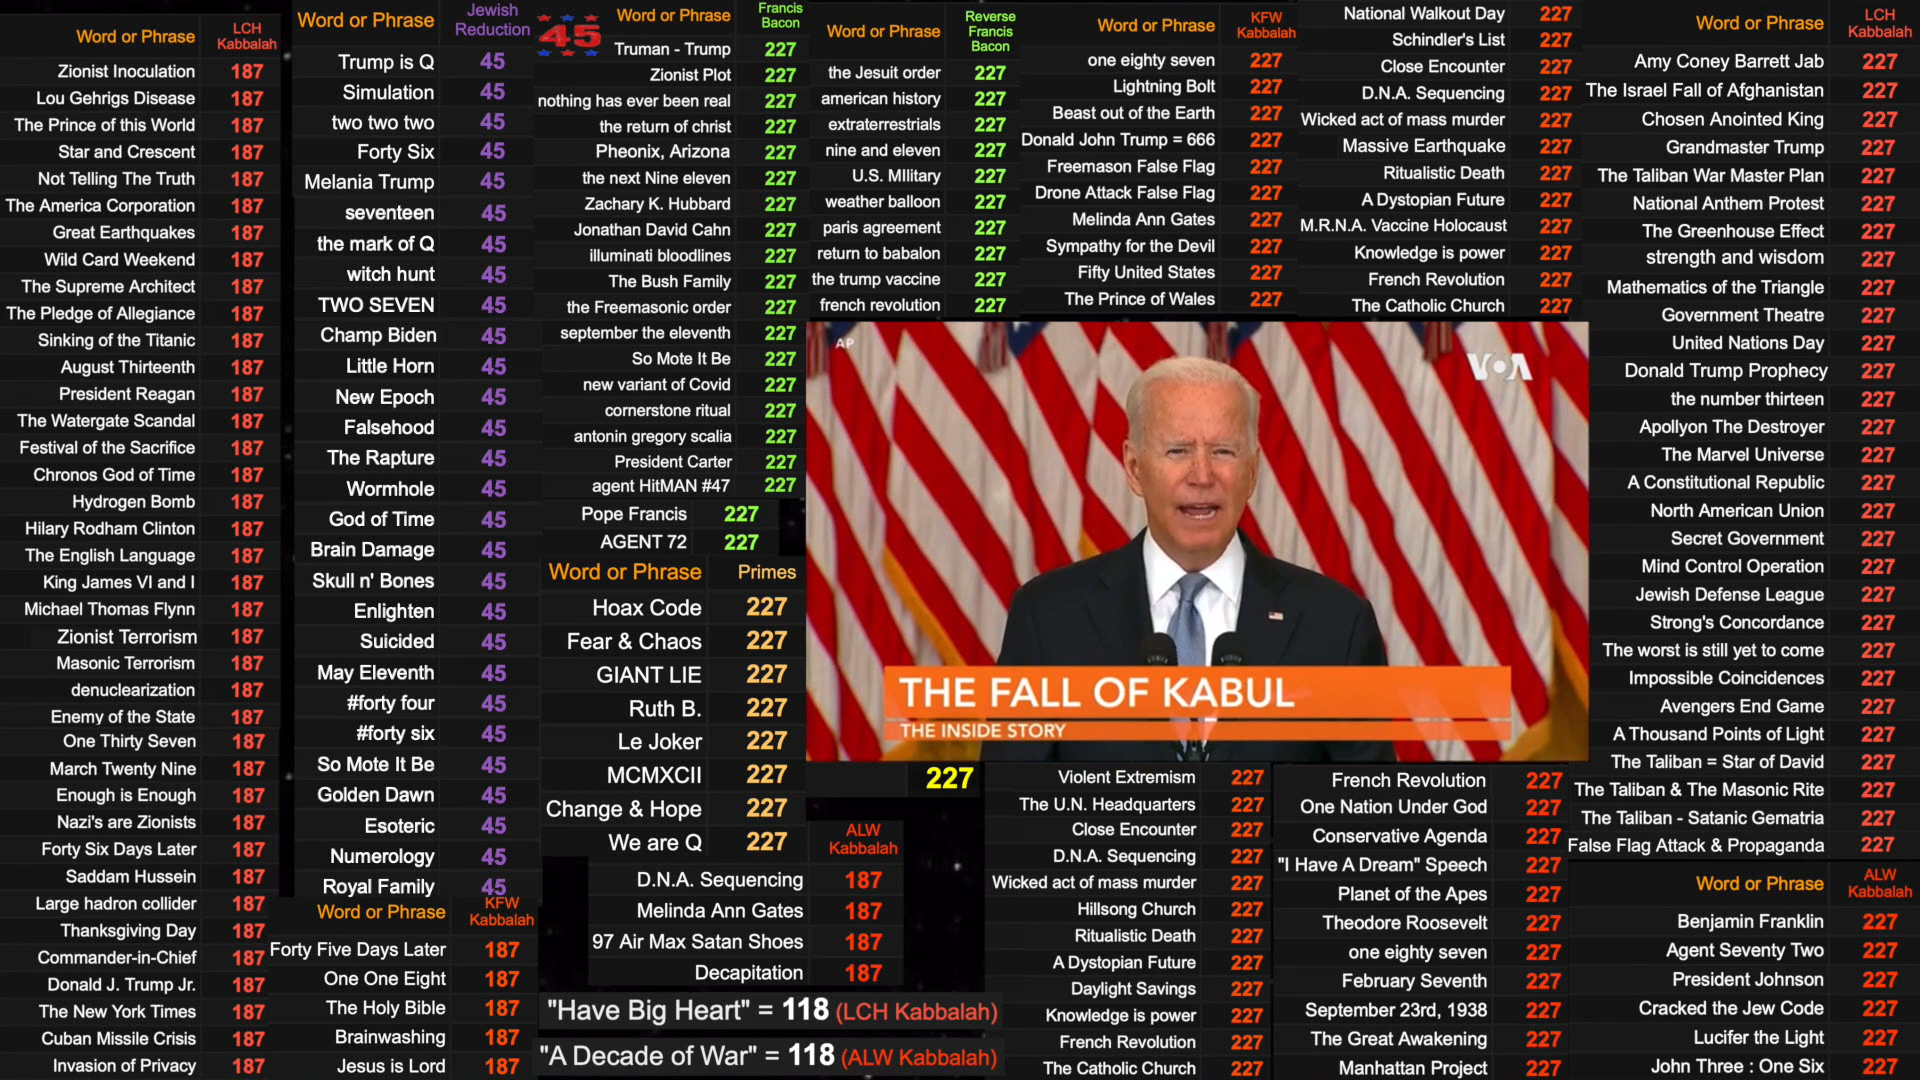 Word or Phrase LCH Kabbalah
Zionist Inoculation 187
Lou Gehrigs Disease 187
The Prince of this World 187
Star and Crescent 187
Not Telling The Truth 187
The America Corporation 187
Great Earthquakes 187
Wild Card Weekend 187
The Supreme Architect 187
The Pledge of Allegiance 187
Sinking of the Titanic 187
August Thirteenth 187
President Reagan 187
The Watergate Scandal 187
Festival of the Sacrifice 187
Chronos God of Time 187
Hydrogen Bomb 187
Hilary Rodham Clinton 187
The English Language 187
King James VI and I 187
Michael Thomas Flynn 187
Zionist Terrorism 187
Masonic Terrorism 187
denuclearization 187
Enemy of the State 187
One Thirty Seven 187
March Twenty Nine 187
Enough is Enough 187
Nazi's are Zionists 187
Forty Six Days Later 187
Saddam Hussein 187
Large hadron collider 187
Thanksgiving Day 187
Commander-in-Chief 187
Donald J. Trump Jr. 187
The New York Times 187
Cuban Missile Crisis 187
Invasion of Privacy 187
Word or Phrase Jewish Reduction
Trump is Q 45
Simulation 45
two two two 45
Forty Six 45
Melania Trump 45
seventeen 45
the mark of Q 45
witch hunt 45
TWO SEVEN 45
Champ Biden 45
Little Horn 45
New Epoch 45
Falsehood 45
The Rapture 45
Wormhole 45
God of Time 45
Brain Damage 45
Skull n' Bones 45
Enlighten 45
Suicided 45
May Eleventh 45
#forty four 45
#forty six 45
So Mote It Be 45
Golden Dawn 45
Esoteric 45
Numerology 45
Royal Family 45
Word or Phrase KFW Kabbalah
Forty Five Days Later 187
One One Eight 187
The Holy Bible 187
Brainwashing 187
Jesus is Lord 187
45
Word or Phrase Francis Bacon
Truman - Trump 227
Zionist Plot 227
nothing has ever been real 227
the return of christ 227
Pheonix, Arizona 227
the next Nine eleven 227
Zachary K. Hubbard 227
Jonathan David Cahn 227
illuminati bloodlines 227
The Bush Family 227
the Freemasonic order 227
september the eleventh 227
So Mote It Be 227
new variant of Covid 227
cornerstone ritual 227
antonin gregory scalia 227
President Carter 227
agent HitMAN #47 227
Pope Francis 227
AGENT 72 227
Word or Phrase Primes
Hoax Code 227
Fear & Chaos 227
GIANT LIE 227
Ruth B. 227
Le Joker 227
MCMXCII 227
Change & Hope 227
We are Q 227
ALW Kabbalah
D.N.A. Sequencing 187
Melinda Ann Gates 187
97 Air Max Satan Shoes 187
Decapitation 187
"Have Big Heart" = 118 (LCH Kabbalah)
"A Decade of War" = 118 (ALW Kabbalah)
Word or Phrase Reverse Francis Bacon
the Jesuit order 227
american history 227
extraterrestrials 227
nine and eleven 227
U.S. MIlitary 227
weather balloon 227
paris agreement 227
return to babalon 227
the trump vaccine 227
french revolution 227
Word or Phrase KFW Kabbalah
one eighty seven 227
Lightning Bolt 227
Beast out of the Earth 227
Donald John Trump = 666 227
Freemason False Flag 227
Drone Attack False Flag 227
Melinda Ann Gates 227
Sympathy for the Devil 227
Fifty United States 227
The Prince of Wales 227
National Walkout Day 227
Schindler's List 227
Close Encounter 227
D.N.A. Sequencing 227
Wicked act of mass murder 227
Massive Earthquake 227
Ritualistic Death 227
A Dystopian Future 227
M.R.N.A. Vaccine Holocaust 227
Knowledge is power 227
French Revolution 227
The Catholic Church 227
AP
VOA
THE FALL OF KABUL
THE INSIDE STORY
227
Violent Extremism 227
The U.N. Headquarters 227
Close Encounter 227
D.N.A. Sequencing 227
Wicked act of mass murder 227
Hillsong Church 227
Ritualistic Death 227
A Dystopian Future 227
Daylight Savings 227
Knowledge is power 227
French Revolution 227
The Catholic Church 227
French Revolution 227
One Nation Under God 227
Conservative Agenda 227
"I Have A Dream" Speech 227
Planet of the Apes 227
Theodore Roosevelt 227
one eighty seven 227
February Seventh 227
September 23rd, 1938 227
The Great Awakening 227
Manhattan Project 227
Word or Phrase LCH Kabbalah
Amy Coney Barrett Jab 227
The Israel Fall of Afghanistan 227
Chosen Anointed King 227
Grandmaster Trump 227
The Taliban War Master Plan 227
National Anthem Protest 227
The Greenhouse Effect 227
strength and wisdom 227
Mathematics of the Triangle 227
Government Theatre 227
United Nations Day 227
Donald Trump Prophecy 227
the number thirteen 227
Apollyon The Destroyer 227
The Marvel Universe 227
A Constitutional Republic 227
North American Union 227
Secret Government 227
Mind Control Operation 227
Jewish Defense League 227
Strong's Concordance 227
The worst is still yet to come 227
Impossible Coincidences 227
Avengers End Game 227
A Thousand Points of Light 227
The Taliban = Star of David 227
The Taliban & The Masonic Rite 227
The Taliban - Satanic Gematria 227
False Flag Attack & Propaganda 227
Word or Phrase ALW Kabbalah
Benjamin Franklin 227
Agent Seventy Two 227
President Johnson 227
Cracked the Jew Code 227
Lucifer the Light 227
John Three : One Six 227